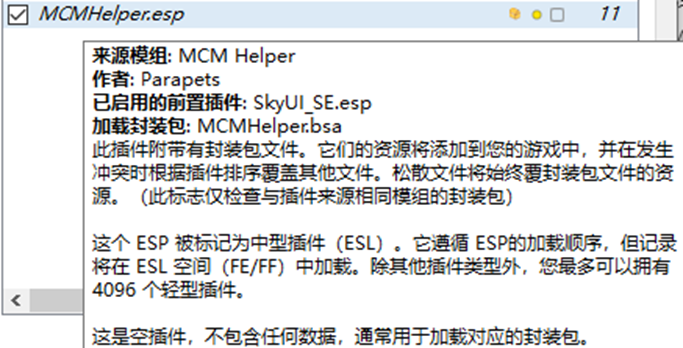 MCMHelper.esp 11
来源模组: MCM Helper
作者: Parapets
已启用的前置插件: SkyUI_SE.esp
加载封装包: MCMHelper.bsa
此插件附带有封装包文件。它们的资源将添加到您的游戏中，并在发生
冲突时根据插件排序覆盖其他文件。松散文件将始终覆封装包文件的资
源。（此标志仅检查与插件来源相同模组的封装包）
这个 ESP 被标记为中型插件（ESL）。它遵循 ESP的加载顺序，但记录
将在 ESL 空间（FE/FF）中加载。除其他插件类型外，您最多可以拥有
4096 个轻型插件。
这是空插件，不包含任何数据，通常用于加载对应的封装包。